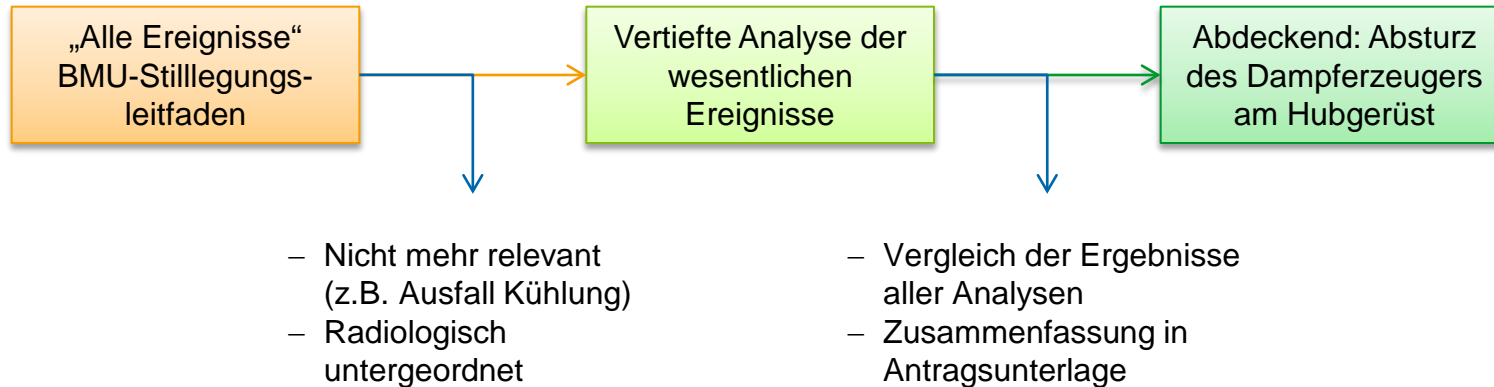 „Alle Ereignisse“
BMU-Stilllegungs-
leitfaden
Vertiefte Analyse der
wesentlichen
Ereignisse
Abdeckend: Absturz
des Dampferzeugers
am Hubgerüst
– Nicht mehr relevant
(z.B. Ausfall Kühlung)
– Radiologisch
untergeordnet
– Vergleich der Ergebnisse
aller Analysen
– Zusammenfassung in
Antragsunterlage